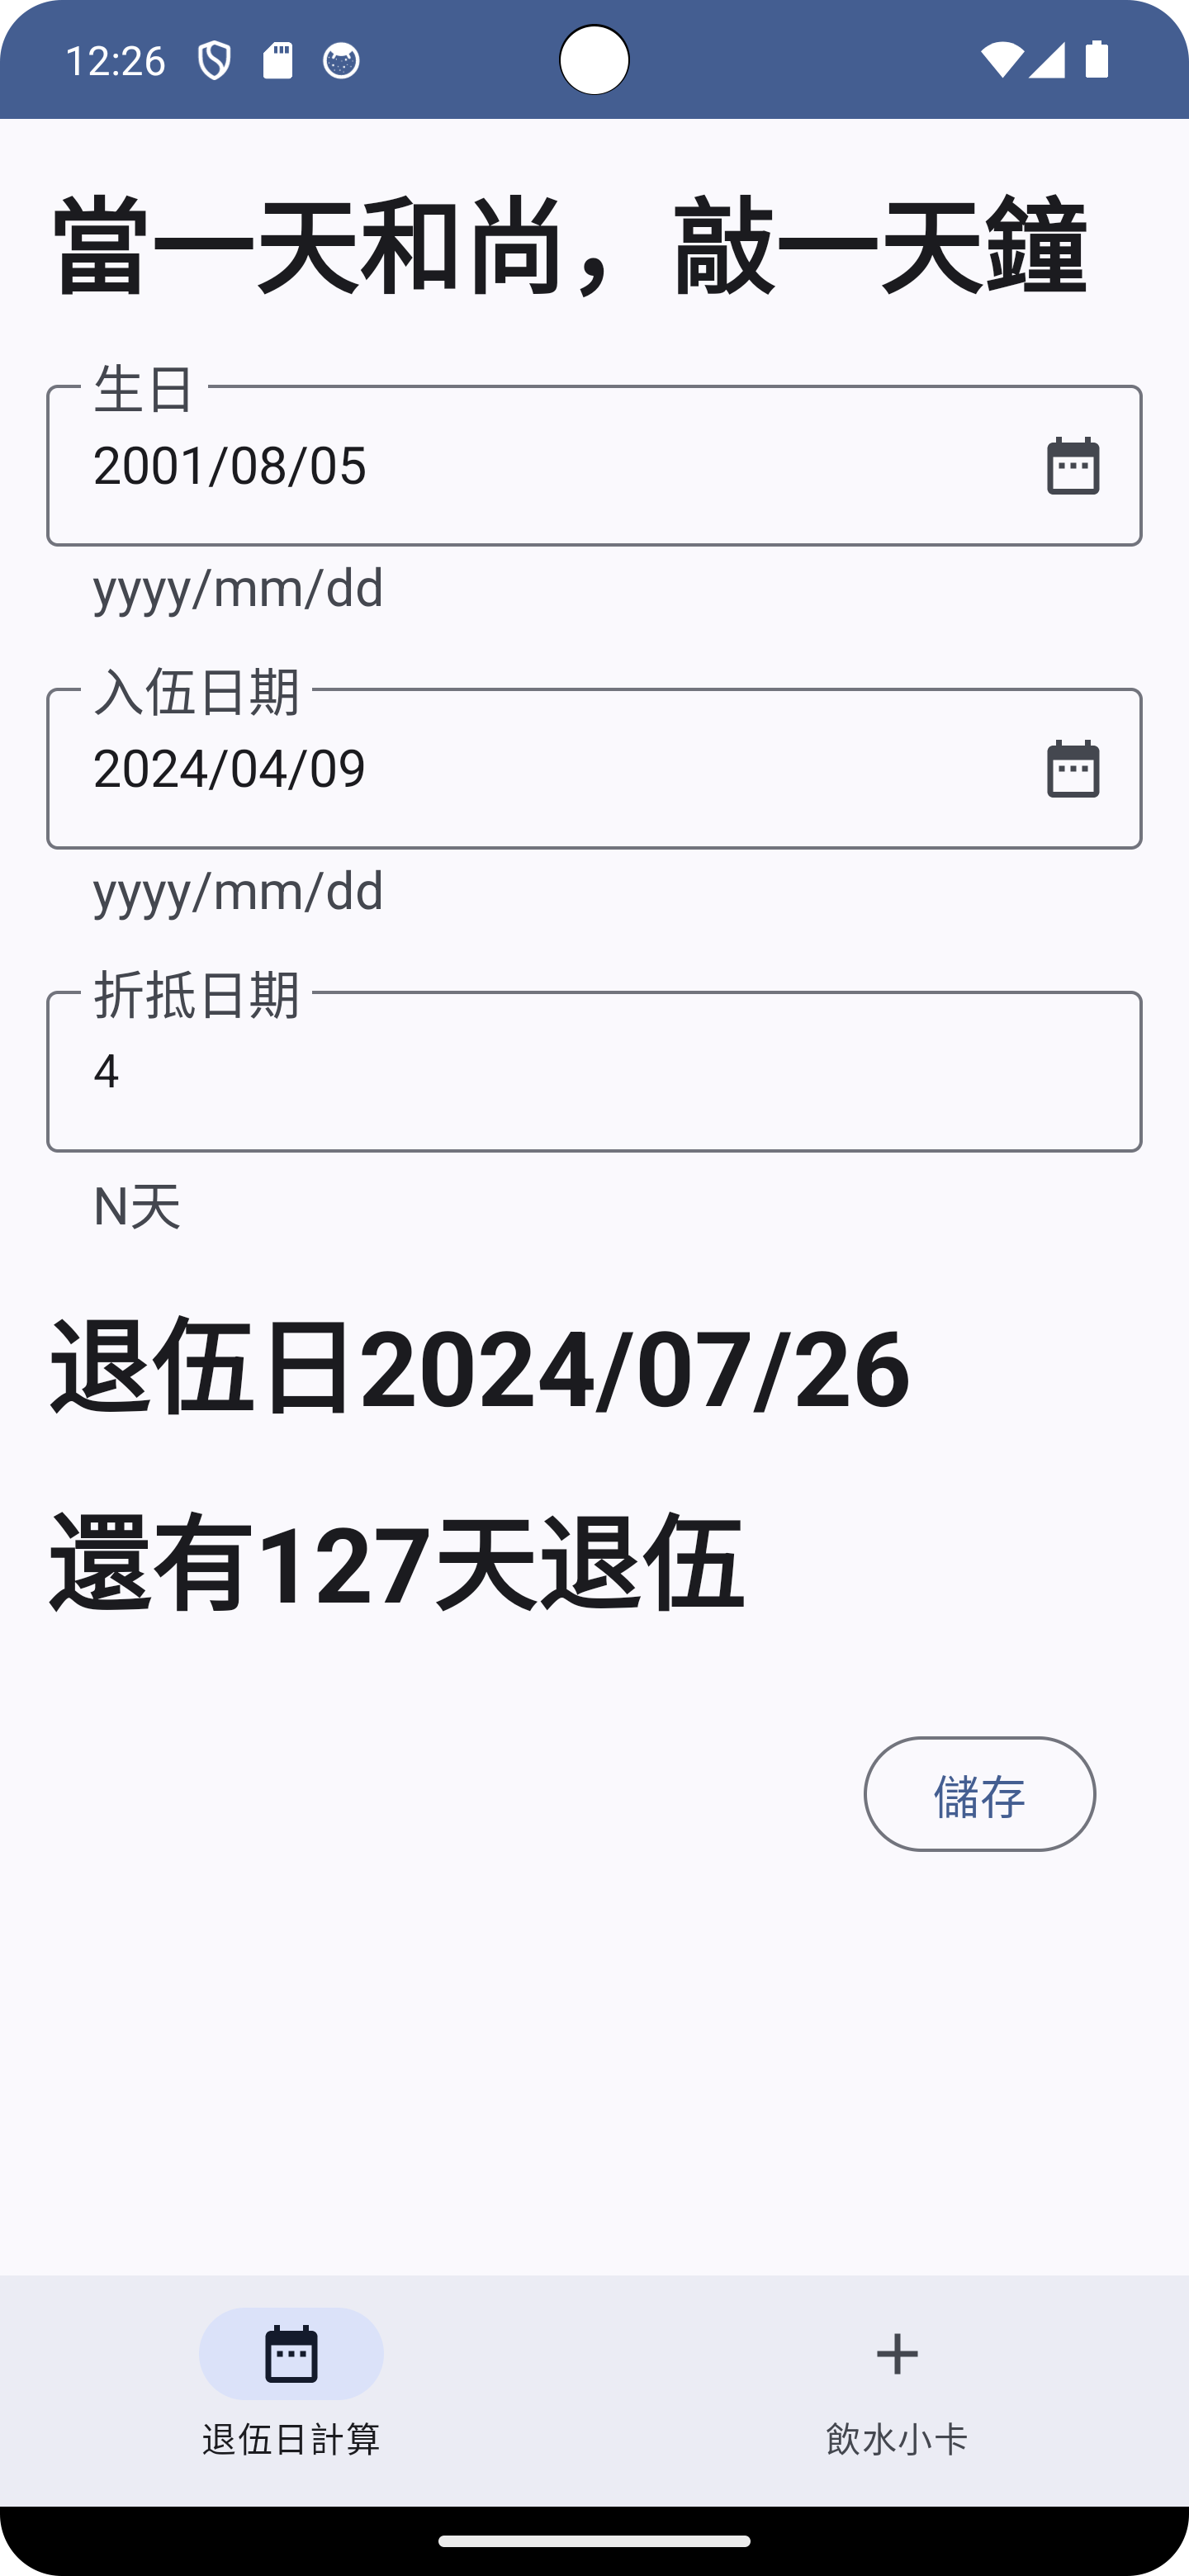 12:26
當一天和尚，敲一天鐘
生日
2001/08/05
yyyy/mm/dd
入伍日期
2024/04/09
yyyy/mm/dd
折抵日期
4
N天
退伍日2024/07/26
還有127天退伍
儲存
退伍日計算
飲水小卡